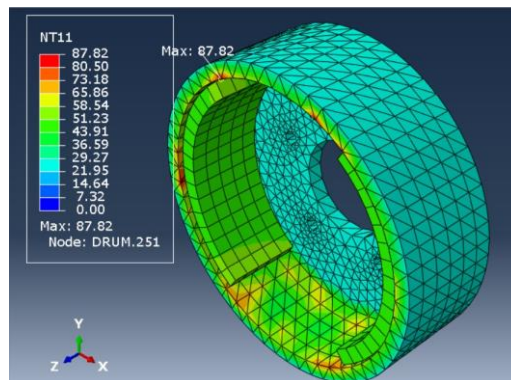 NT11
87.82
80.50
73.18
65.86
58.54
51.23
43.91
36.59
29.27
21.95
14.64
7.32
0.00
Max: 87.82
Node: DRUM.251
Max: 87.82
Y
Z
X